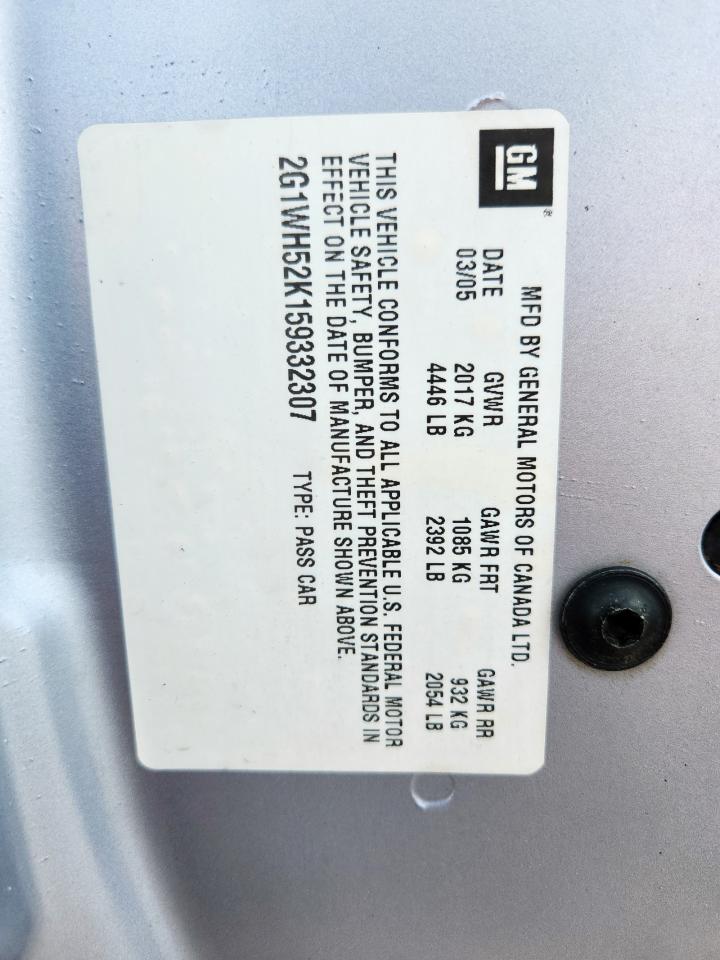 GM
MFD BY GENERAL MOTORS OF CANADA LTD.
DATE GVWR GAWR FRT GAWR RR
03/05 2017 KG 1085 KG 932 KG
4446 LB 2392 LB 2054 LB
THIS VEHICLE CONFORMS TO ALL APPLICABLE U.S. FEDERAL MOTOR
VEHICLE SAFETY, BUMPER, AND THEFT PREVENTION STANDARDS IN
EFFECT ON THE DATE OF MANUFACTURE SHOWN ABOVE.
2G1WH52K159332307 TYPE: PASS CAR